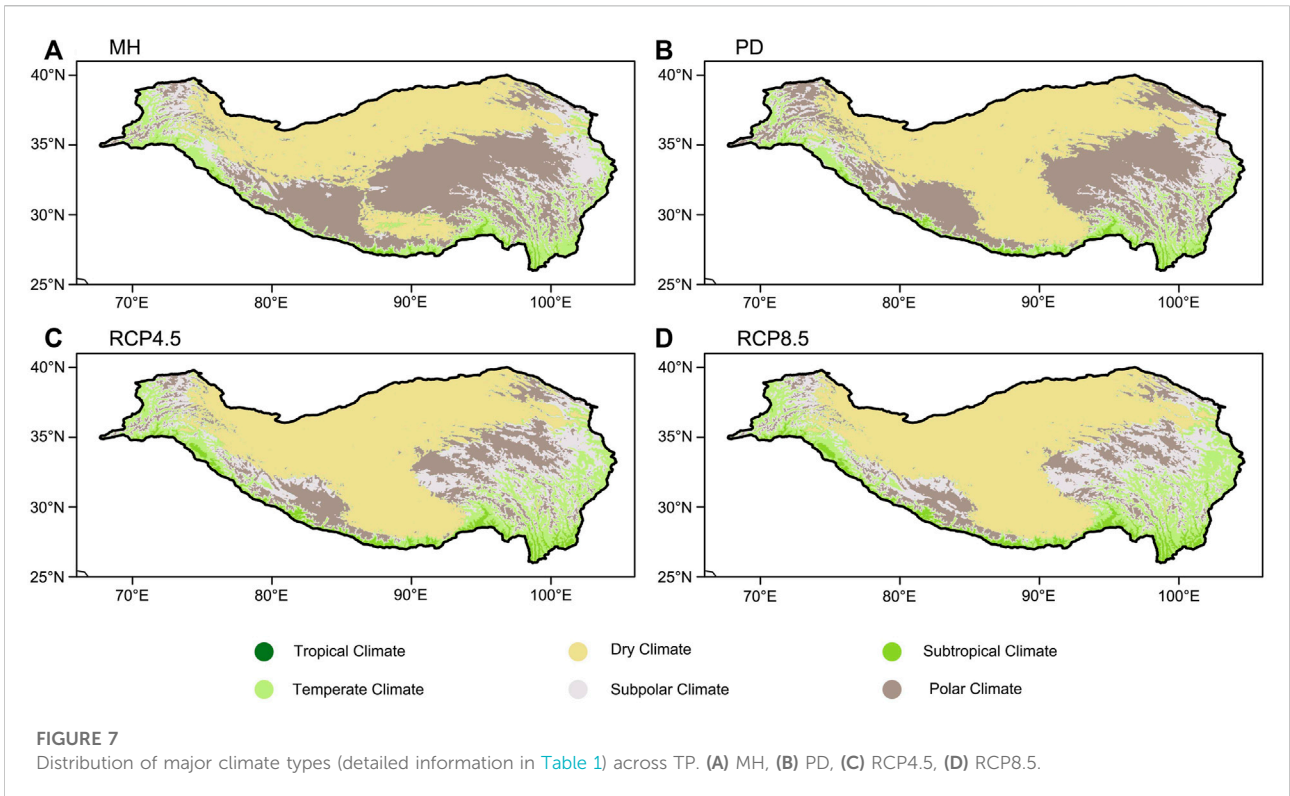 A MH
B PD
40°N
35°N
30°N
25°N
70°E 80°E 90°E 100°E
40°N
35°N
30°N
25°N
70°E 80°E 90°E 100°E
C RCP4.5
D RCP8.5
40°N
35°N
30°N
25°N
70°E 80°E 90°E 100°E
40°N
35°N
30°N
25°N
70°E 80°E 90°E 100°E
Tropical Climate Dry Climate Subtropical Climate
Temperate Climate Subpolar Climate Polar Climate
FIGURE 7
Distribution of major climate types (detailed information in Table 1) across TP. (A) MH, (B) PD, (C) RCP4.5, (D) RCP8.5.